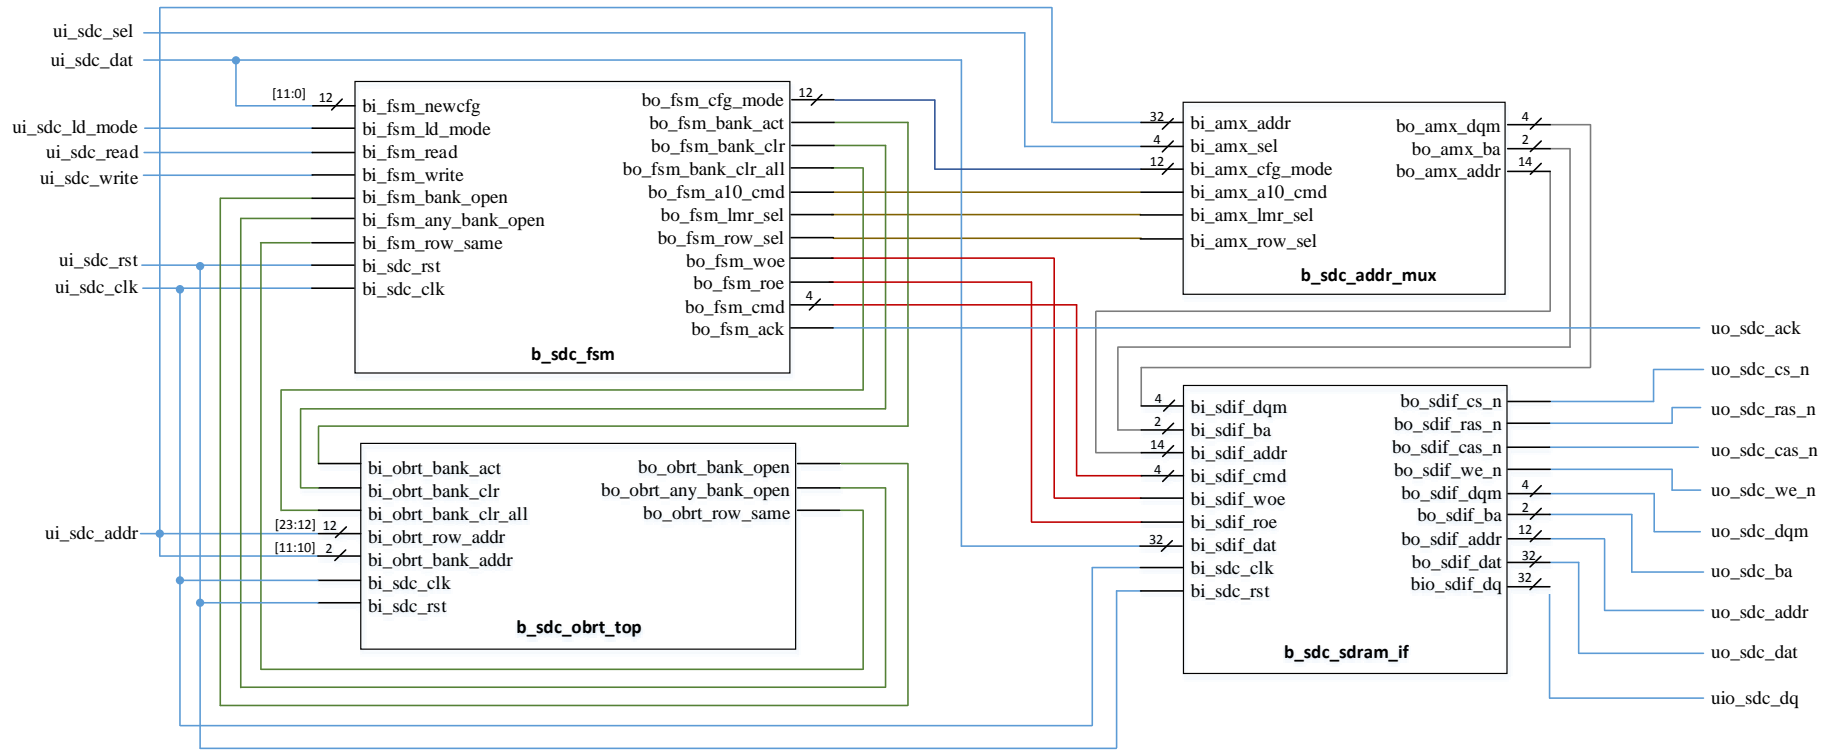 ui_sdc_sel
ui_sdc_dat
[11:0]
12
ui_sdc_ld_mode
ui_sdc_read
ui_sdc_write
ui_sdc_rst
ui_sdc_clk
bi_fsm_newcfg
bi_fsm_ld_mode
bi_fsm_read
bi_fsm_write
bi_fsm_bank_open
bi_fsm_any_bank_open
bi_fsm_row_same
bi_sdc_rst
bi_sdc_clk
bo_fsm_cfg_mode
bo_fsm_bank_act
bo_fsm_bank_clr
bo_fsm_bank_clr_all
bo_fsm_a10_cmd
bo_fsm_lmr_sel
bo_fsm_row_sel
bo_fsm_woe
bo_fsm_roe
bo_fsm_cmd
bo_fsm_ack
12
4
b_sdc_fsm
32
4
12
bi_amx_addr
bi_amx_sel
bi_amx_cfg_mode
bi_amx_a10_cmd
bi_amx_lmr_sel
bi_amx_row_sel
bo_amx_dqm
bo_amx_ba
bo_amx_addr
4
2
14
b_sdc_addr_mux
ui_sdc_addr
[23:12]
12
[11:10]
2
bi_obrt_bank_act
bi_obrt_bank_clr
bi_obrt_bank_clr_all
bi_obrt_row_addr
bi_obrt_bank_addr
bi_sdc_clk
bi_sdc_rst
bo_obrt_bank_open
bo_obrt_any_bank_open
bo_obrt_row_same
b_sdc_obrt_top
4
2
14
4
32
bi_sdif_dqm
bi_sdif_ba
bi_sdif_addr
bi_sdif_cmd
bi_sdif_woe
bi_sdif_roe
bi_sdif_dat
bi_sdc_clk
bi_sdc_rst
bo_sdif_cs_n
bo_sdif_ras_n
bo_sdif_cas_n
bo_sdif_we_n
bo_sdif_dqm
bo_sdif_ba
bo_sdif_addr
bo_sdif_dat
bio_sdif_dq
4
2
12
32
32
b_sdc_sdram_if
uo_sdc_ack
uo_sdc_cs_n
uo_sdc_ras_n
uo_sdc_cas_n
uo_sdc_we_n
uo_sdc_dqm
uo_sdc_ba
uo_sdc_addr
uo_sdc_dat
uio_sdc_dq